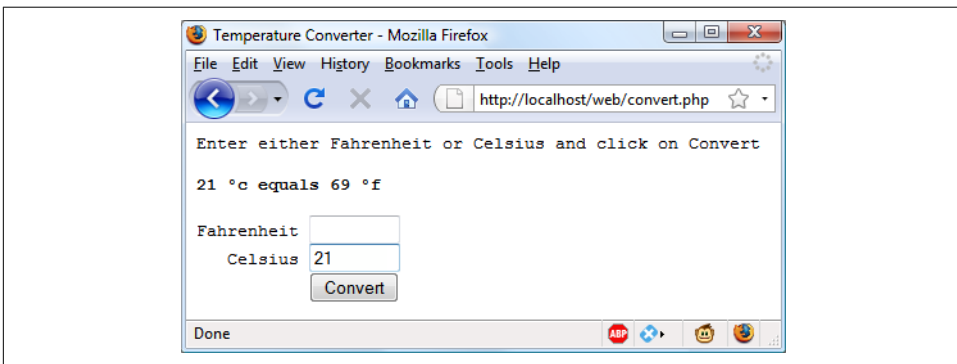 Temperature Converter - Mozilla Firefox
File Edit View History Bookmarks Tools Help
http://localhost/web/convert.php
Enter either Fahrenheit or Celsius and click on Convert
21 °c equals 69 °f
Fahrenheit
Celsius 21
Convert
Done ABP